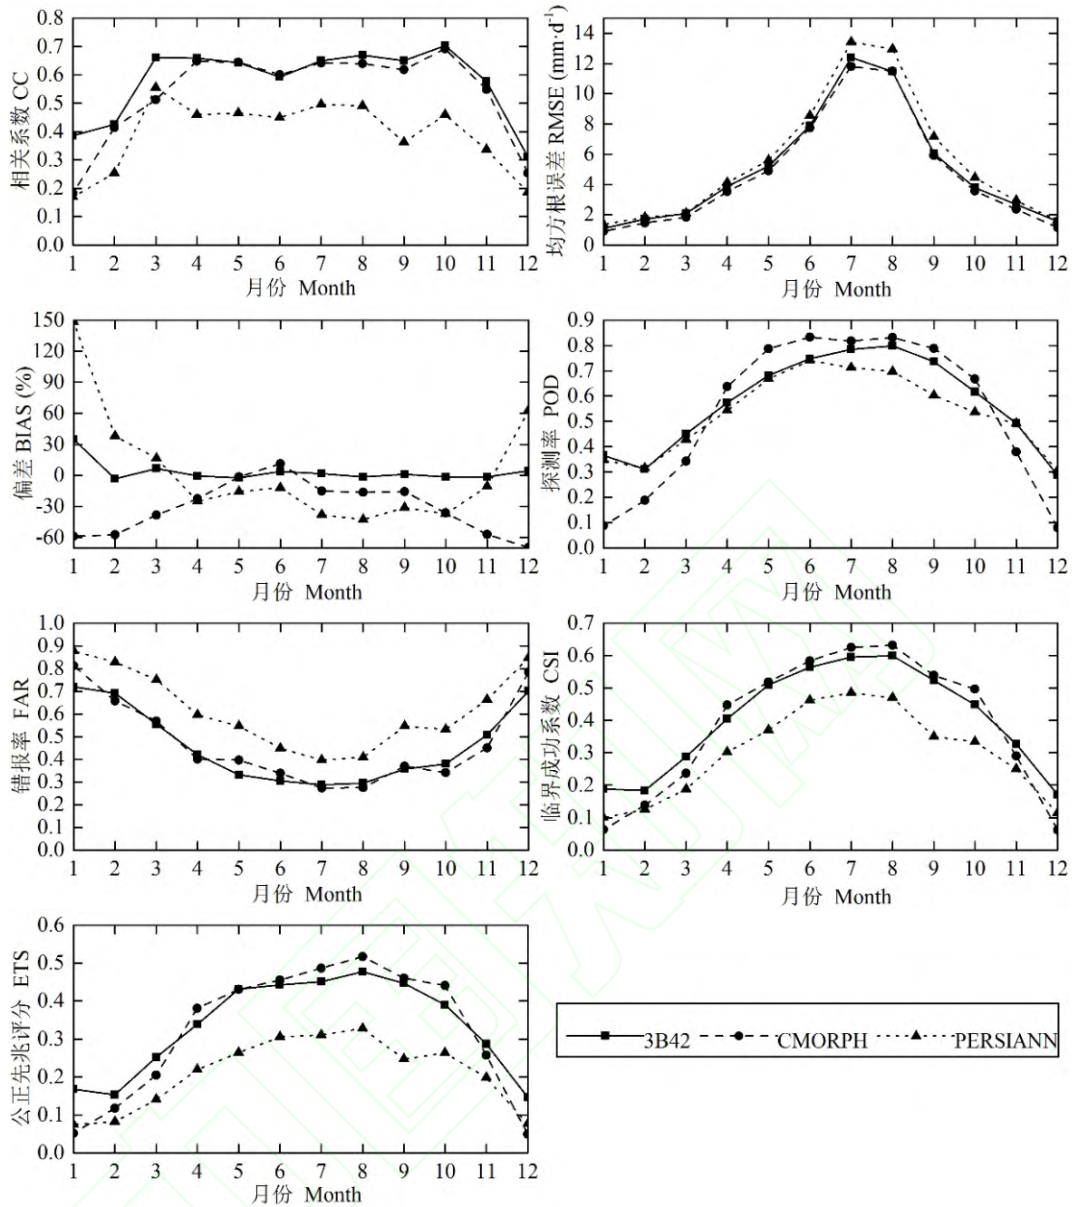 相关系数 CC
0.8
0.7
0.6
0.5
0.4
0.3
0.2
0.1
0.0
1 2 3 4 5 6 7 8 9 10 11 12
月份 Month
均方根误差 RMSE (mm·d⁻¹)
14
12
10
8
6
4
2
0
1 2 3 4 5 6 7 8 9 10 11 12
月份 Month
偏差 BIAS (%)
150
120
90
60
30
0
-30
-60
1 2 3 4 5 6 7 8 9 10 11 12
月份 Month
探测率 POD
0.9
0.8
0.7
0.6
0.5
0.4
0.3
0.2
0.1
0.0
1 2 3 4 5 6 7 8 9 10 11 12
月份 Month
错报率 FAR
1.0
0.9
0.8
0.7
0.6
0.5
0.4
0.3
0.2
0.1
0.0
1 2 3 4 5 6 7 8 9 10 11 12
月份 Month
临界成功系数 CSI
0.7
0.6
0.5
0.4
0.3
0.2
0.1
0.0
1 2 3 4 5 6 7 8 9 10 11 12
月份 Month
公正先兆评分 ETS
0.6
0.5
0.4
0.3
0.2
0.1
0.0
1 2 3 4 5 6 7 8 9 10 11 12
月份 Month
3B42 CMORPH PERSIANN